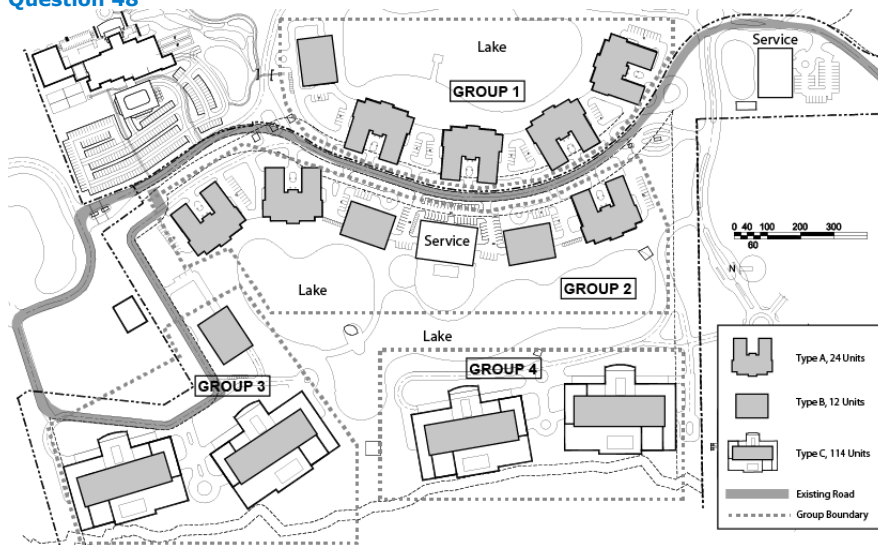 Question 48
Lake
Service
GROUP 1
Service
0 40 100 200 300
60
N
Lake
GROUP 2
Lake
GROUP 3
GROUP 4
Type A, 24 Units
Type B, 12 Units
Type C, 114 Units
Existing Road
Group Boundary